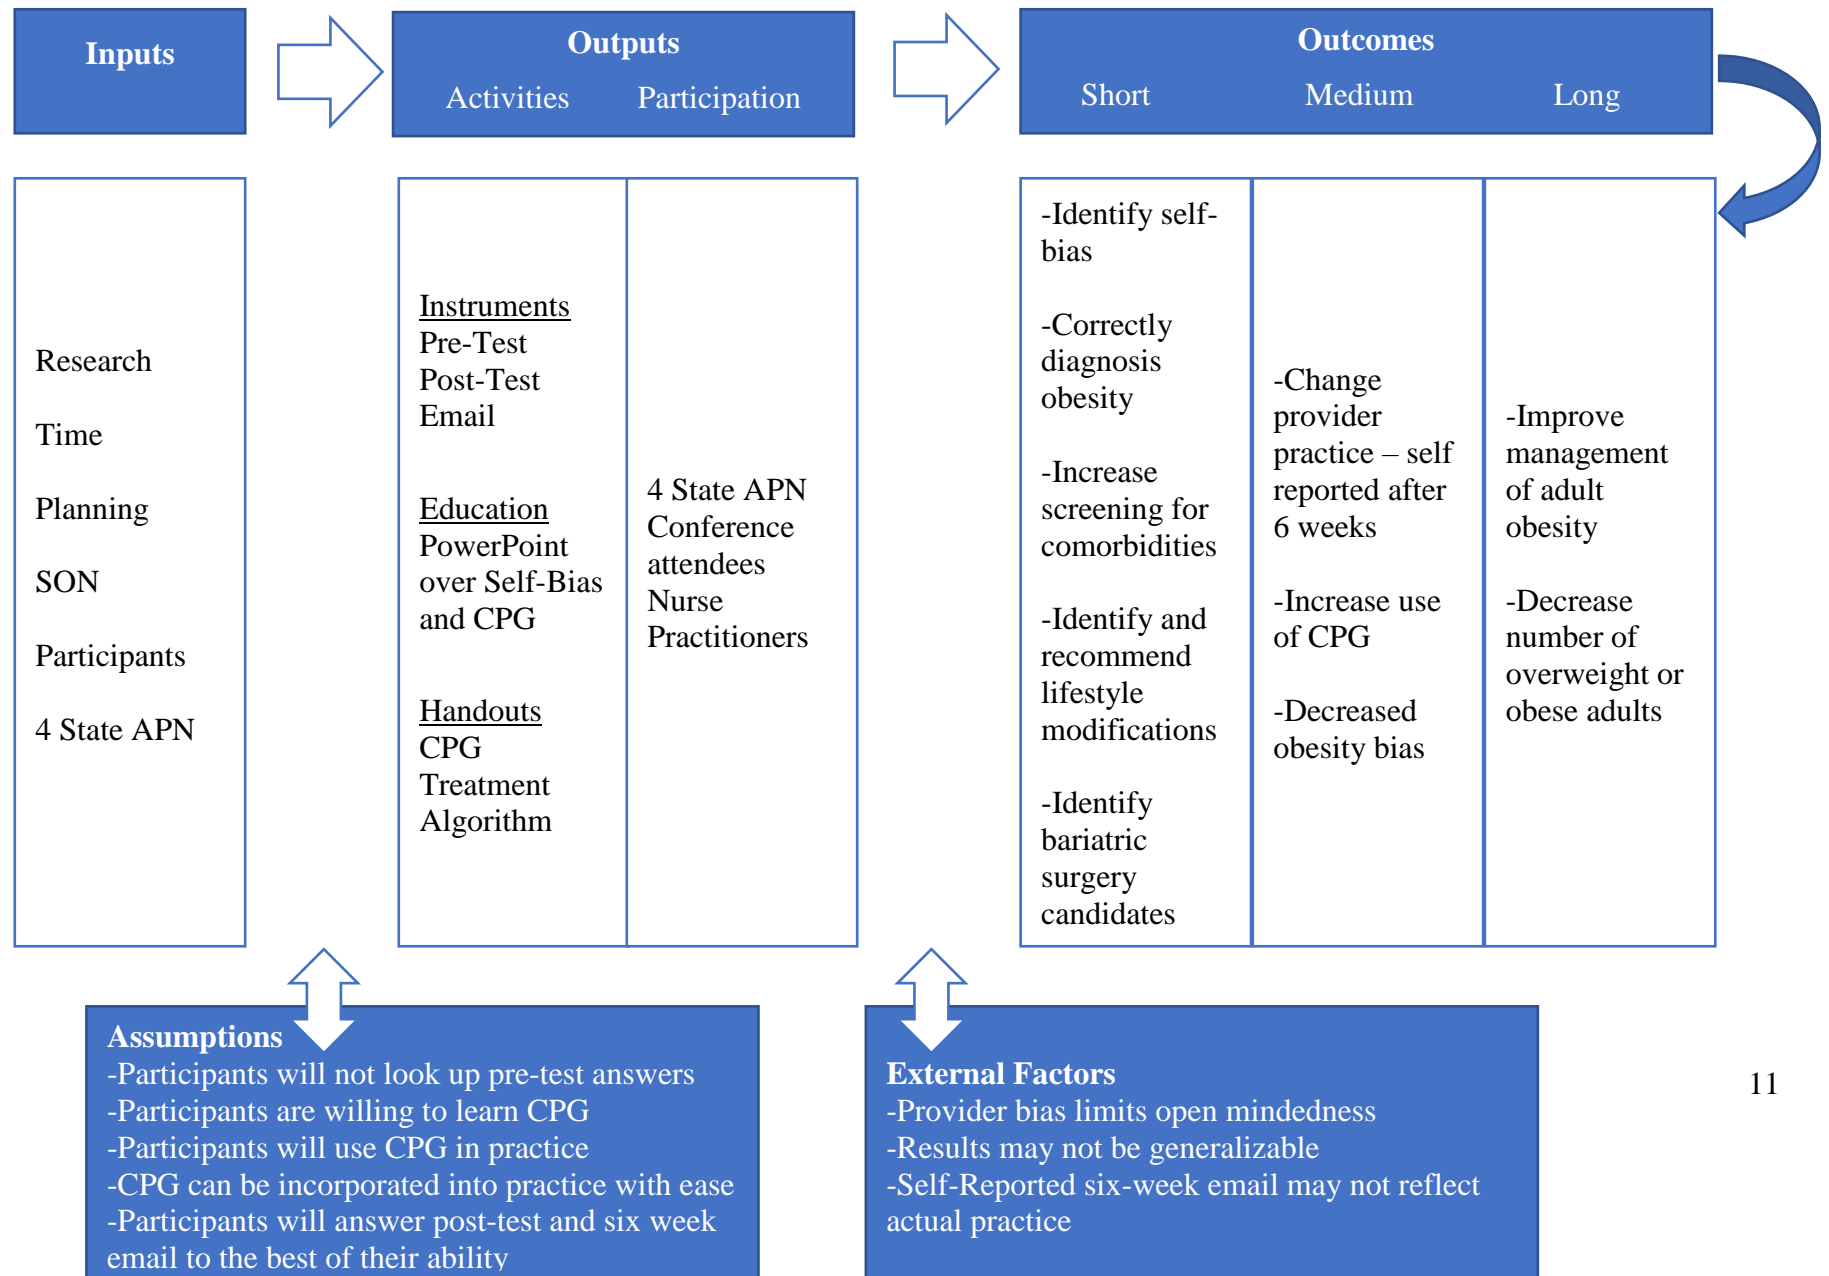 Inputs
Outputs
Activities
Participation
Outcomes
Short
Medium
Long
Research
Time
Planning
SON
Participants
4 State APN
Instruments
Pre-Test
Post-Test
Email
Education
PowerPoint
over Self-Bias
and CPG
Handouts
CPG
Treatment
Algorithm
4 State APN
Conference
attendees
Nurse
Practitioners
-Identify self-
bias
-Correctly
diagnosis
obesity
-Increase
screening for
comorbidities
-Identify and
recommend
lifestyle
modifications
-Identify
bariatric
surgery
candidates
-Change
provider
practice – self
reported after
6 weeks
-Increase use
of CPG
-Decreased
obesity bias
-Improve
management
of adult
obesity
-Decrease
number of
overweight or
obese adults
Assumptions
-Participants will not look up pre-test answers
-Participants are willing to learn CPG
-Participants will use CPG in practice
-CPG can be incorporated into practice with ease
-Participants will answer post-test and six week
email to the best of their ability
External Factors
-Provider bias limits open mindedness
-Results may not be generalizable
-Self-Reported six-week email may not reflect
actual practice
11